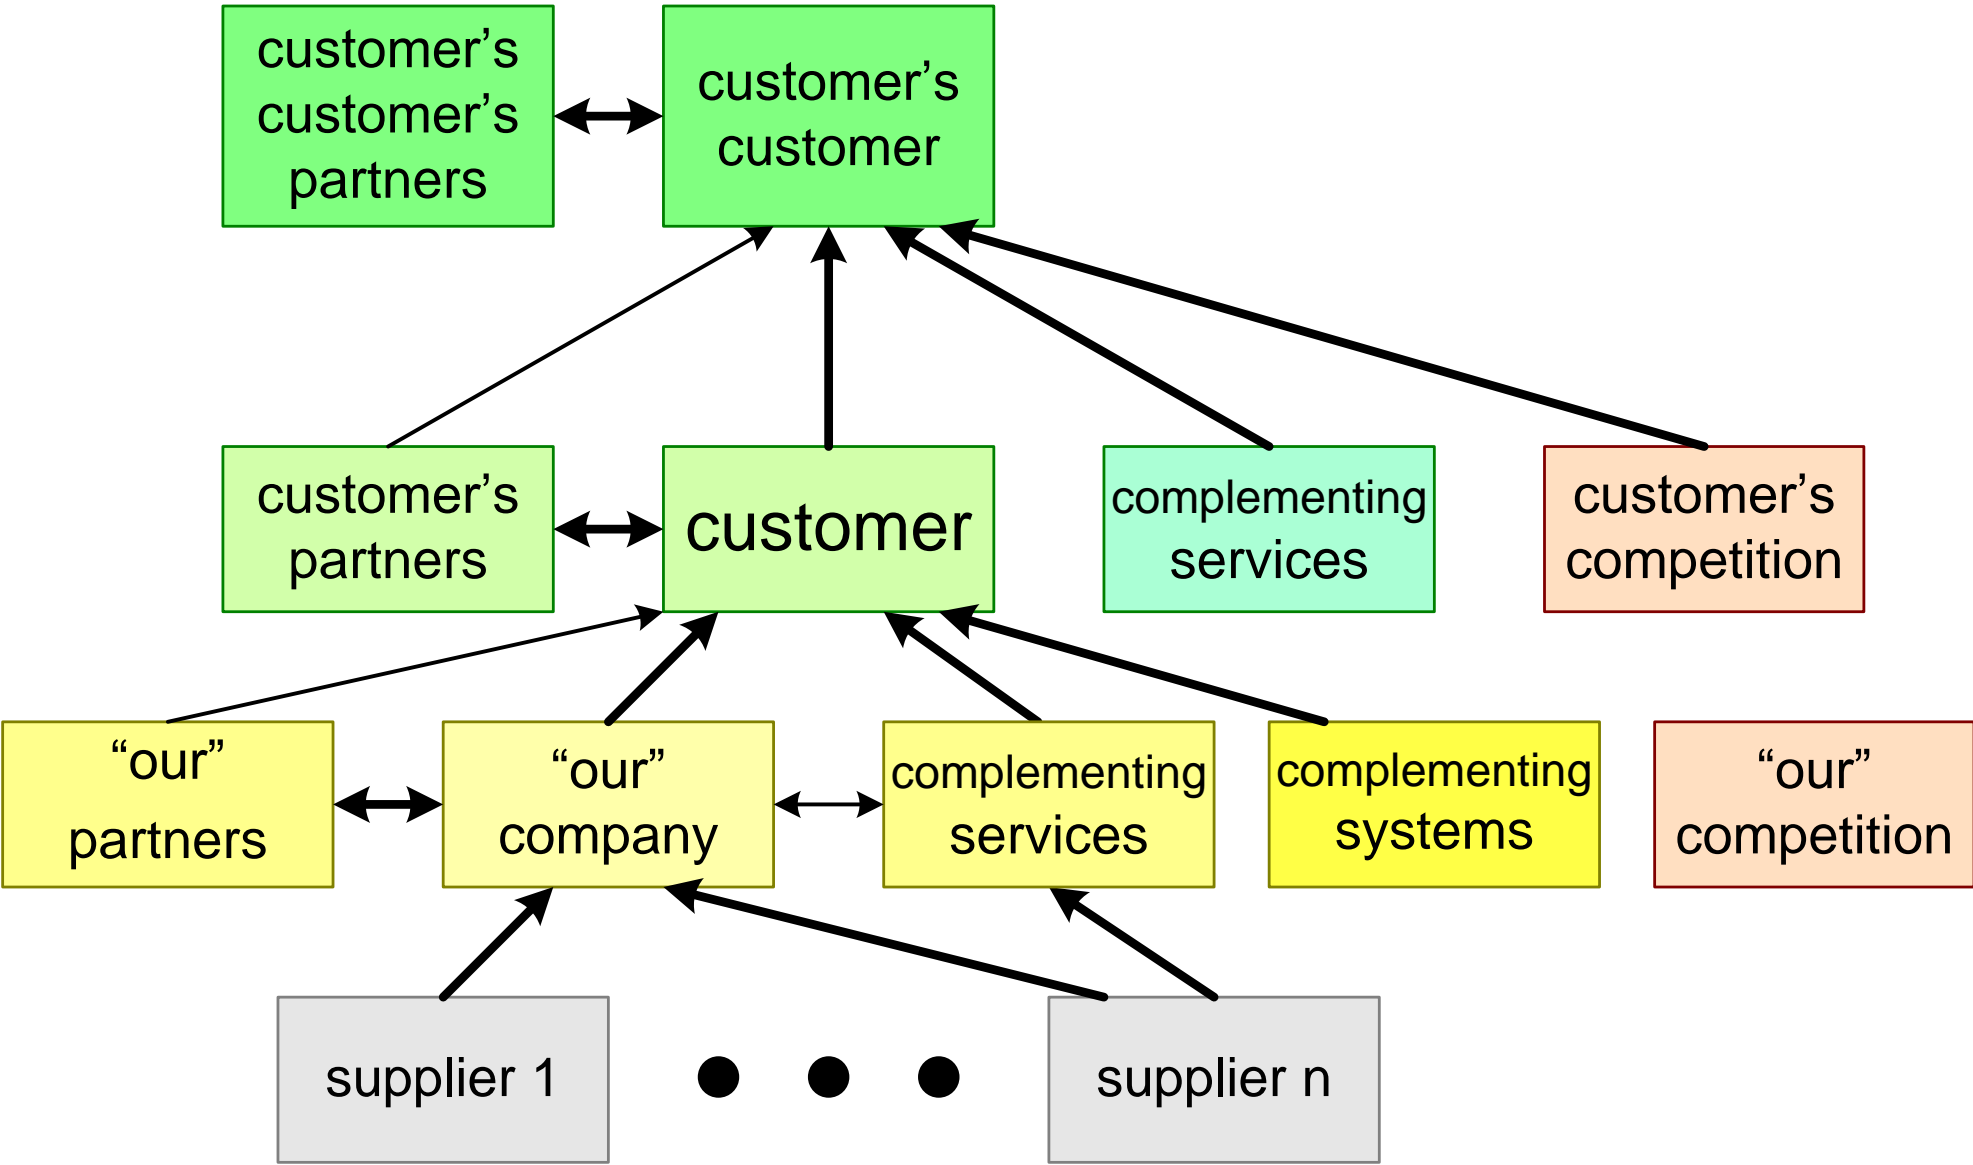 customer’s
customer’s
partners
customer’s
customer
customer’s
partners
customer
complementing
services
customer’s
competition
“our”
partners
“our”
company
complementing
services
complementing
systems
“our”
competition
supplier 1
supplier n